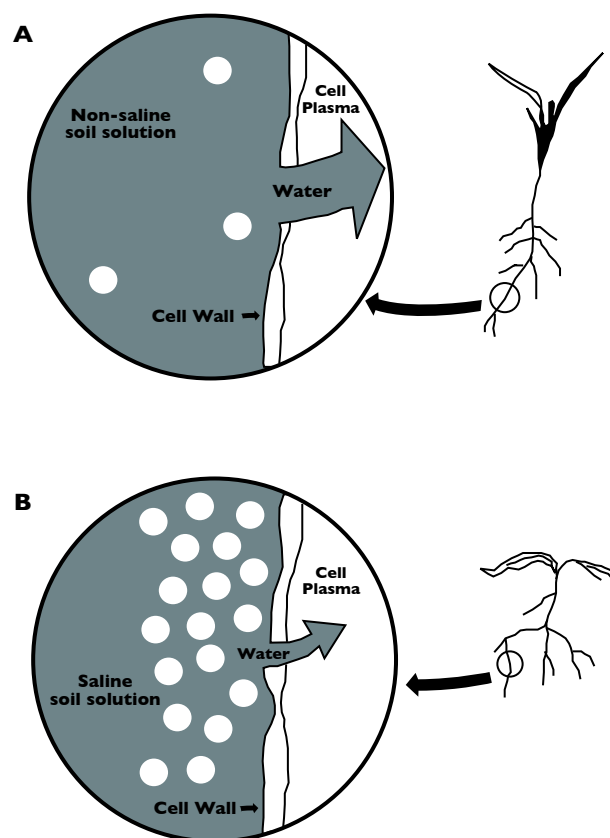 A
Cell
Plasma
Non-saline
soil solution
Water
Cell Wall
B
Cell
Plasma
Water
Saline
soil solution
Cell Wall